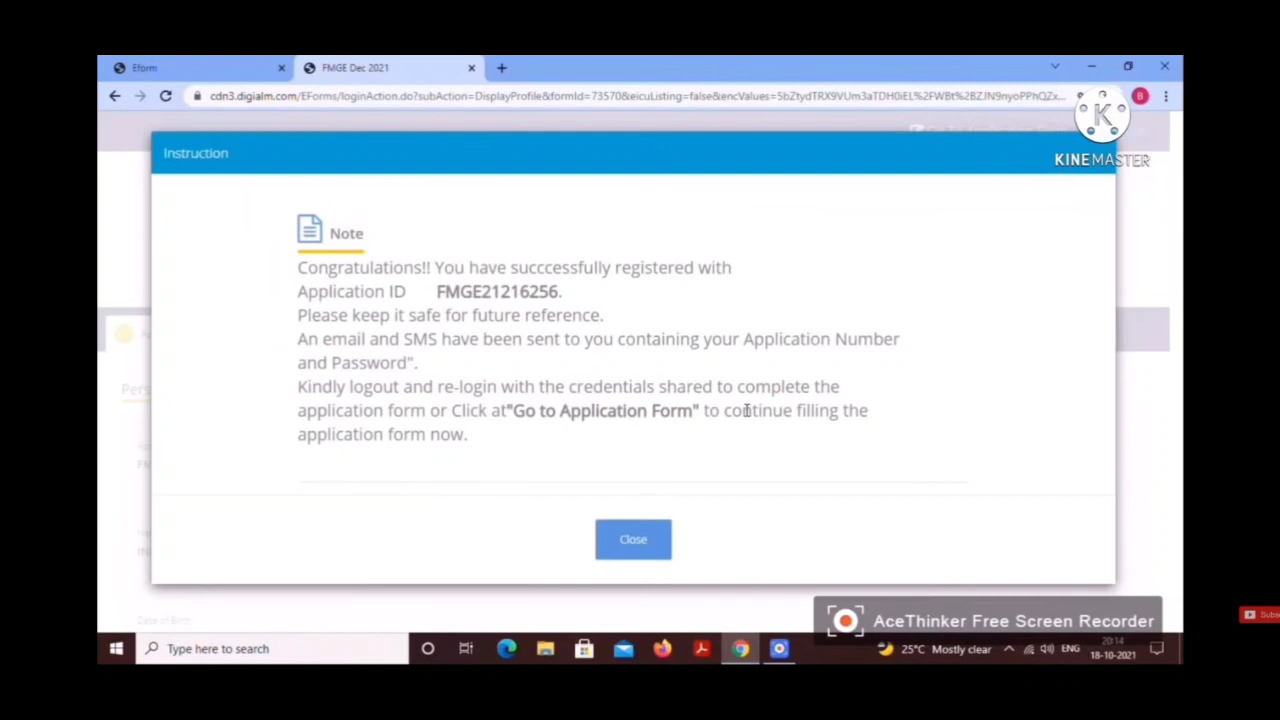 Eform
FMGE Dec 2021
cdn3.digialm.com/EForms/loginAction.do?subAction=DisplayProfile&formId=73570&eicuListing=false&encValues=
B
K
KINEMASTER
Instruction
Note
Congratulations!! You have succcessfully registered with
Application ID FMGE21216256.
Please keep it safe for future reference.
An email and SMS have been sent to you containing your Application Number
and Password".
Kindly logout and re-login with the credentials shared to complete the
application form or Click at"Go to Application Form" to continue filling the
application form now.
Close
Date of Birth
AceThinker Free Screen Recorder
Type here to search
25°C Mostly clear
ENG
20:14
18-10-2021